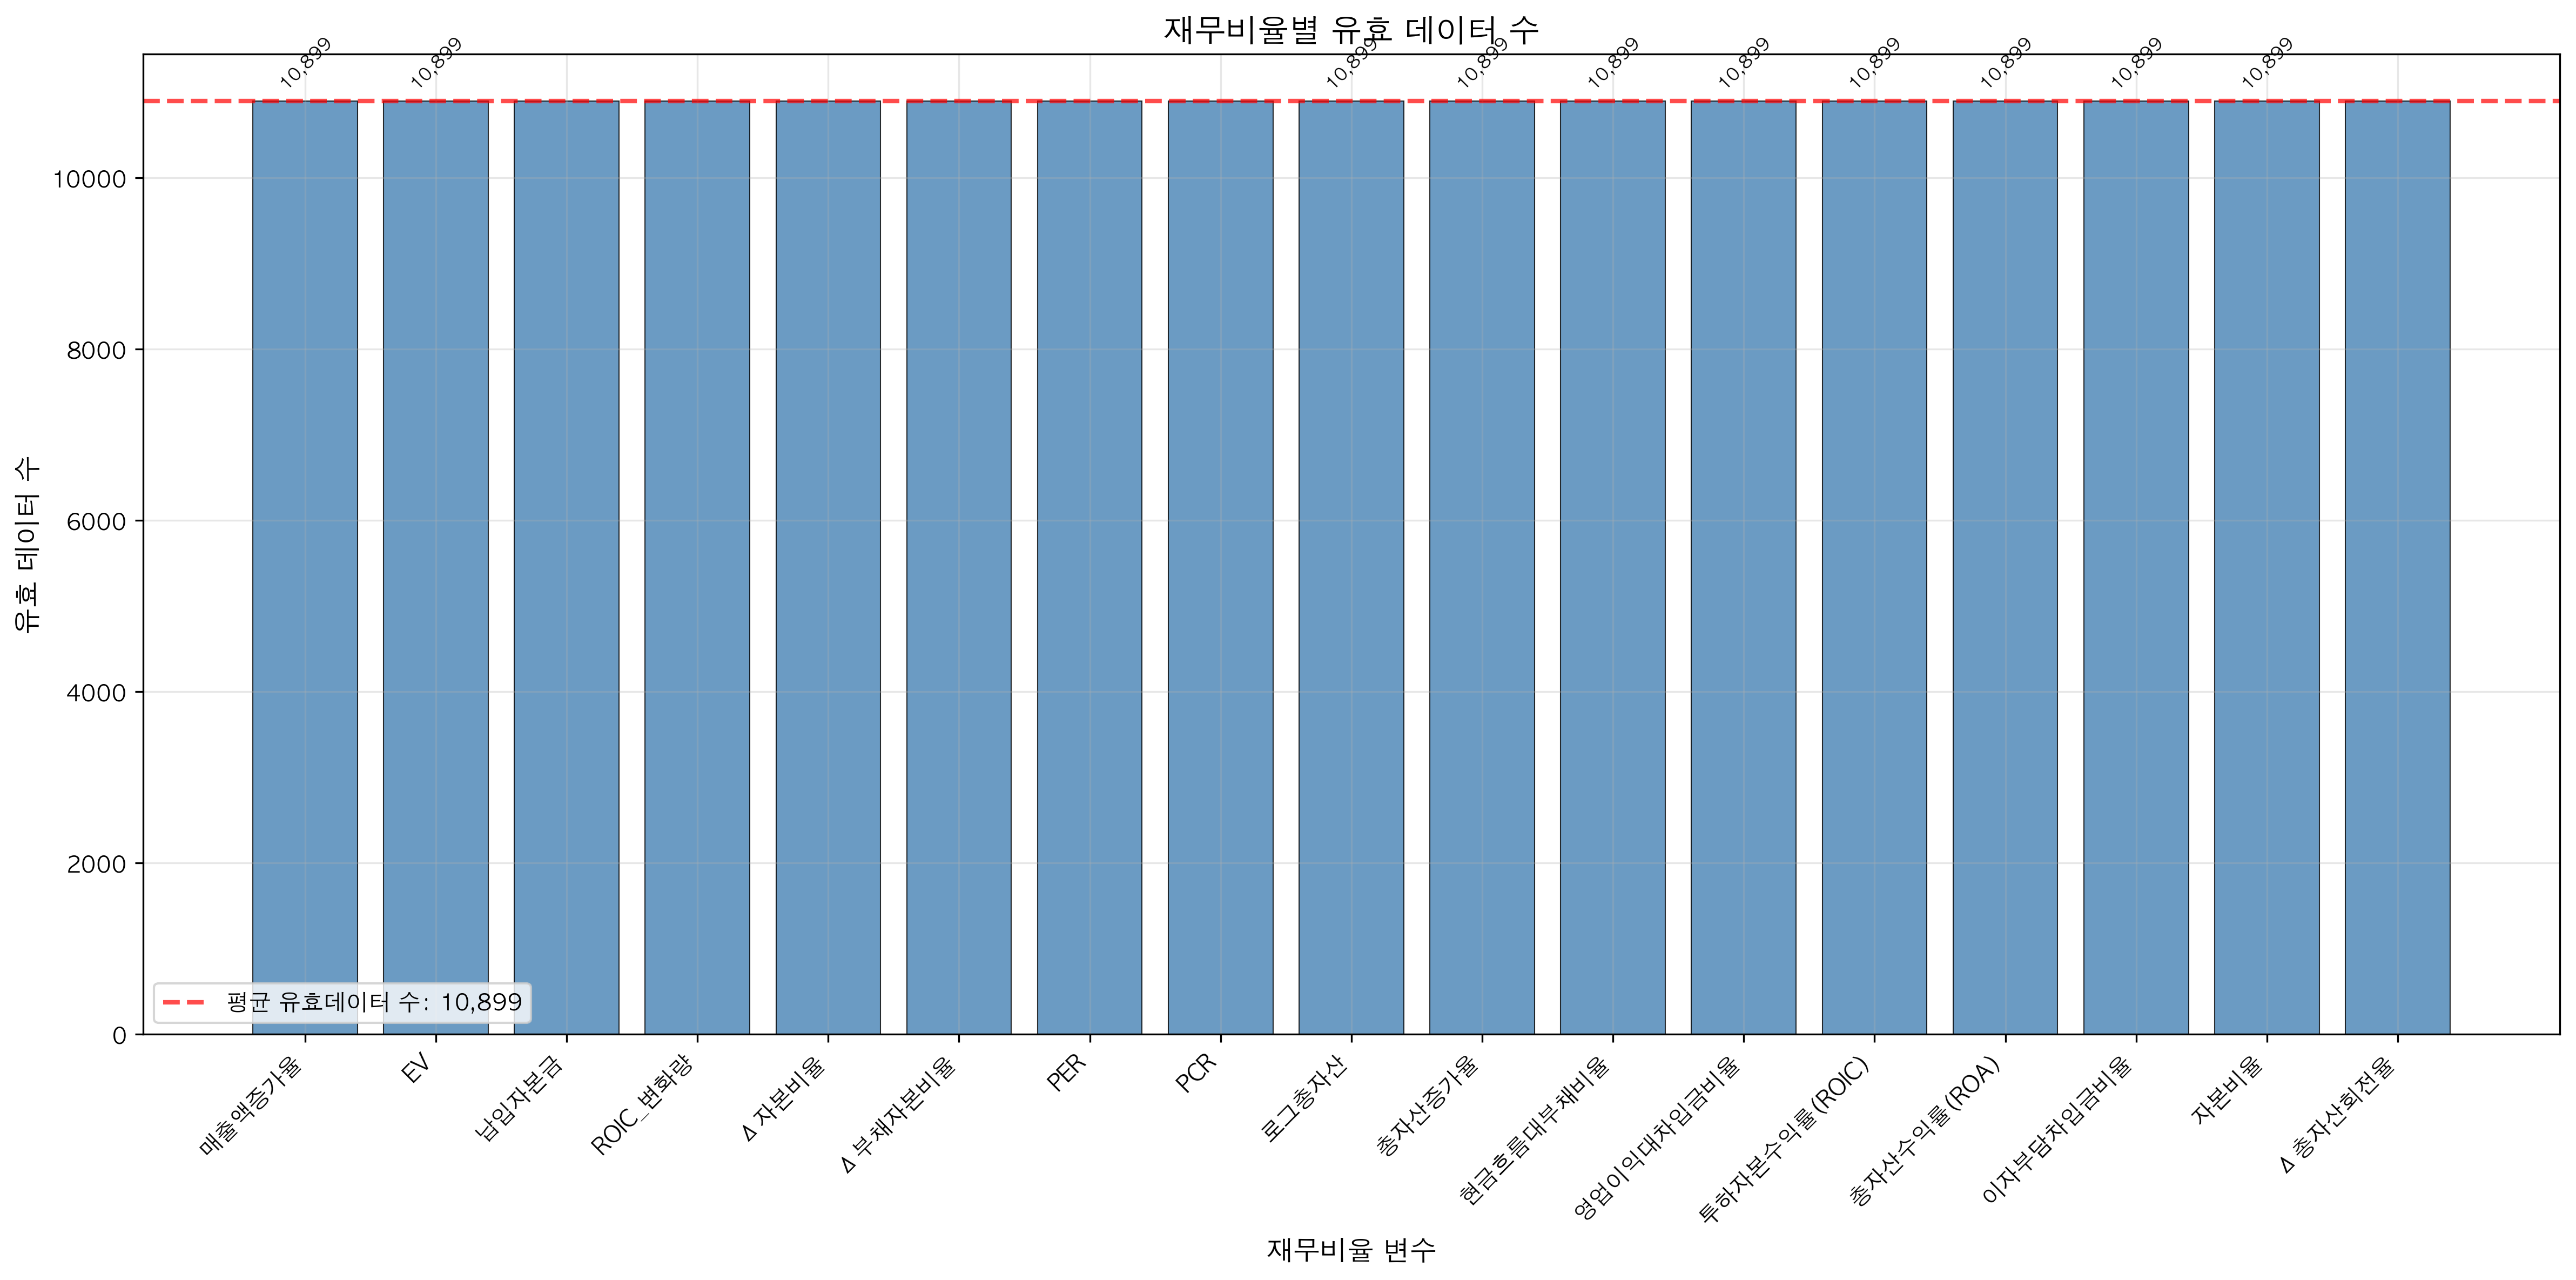 재무비율별 유효 데이터 수
10,899
10,899
10,899
10,899
10,899
10,899
10,899
10,899
10,899
10,899
유효 데이터 수
10000
8000
6000
4000
2000
0
평균 유효데이터 수: 10,899
매출액증가율
EV
납입자본금
ROIC_변화량
Δ 자본비율
Δ 부채자본비율
PER
PCR
로그총자산
총자산증가율
현금흐름대부채비율
영업이익대차입금비율
투하자본수익률(ROIC)
총자산수익률(ROA)
이자부담차입금비율
자본비율
Δ 총자산회전율
재무비율 변수